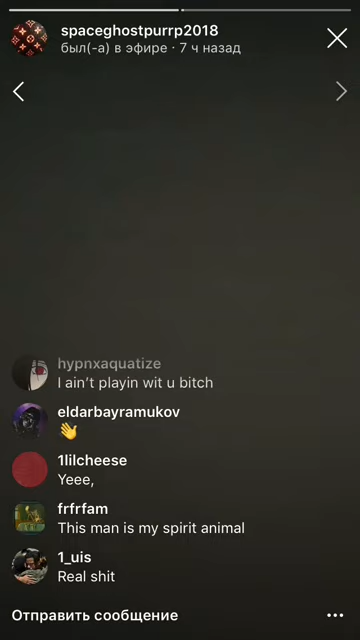 spaceghostpurrp2018
был(-а) в эфире · 7 ч назад
hypnxaquatize
I ain't playin wit u bitch
eldarbayramukov
👋
1lilcheese
Yeee,
frfrfam
This man is my spirit animal
1_uis
Real shit
Отправить сообщение